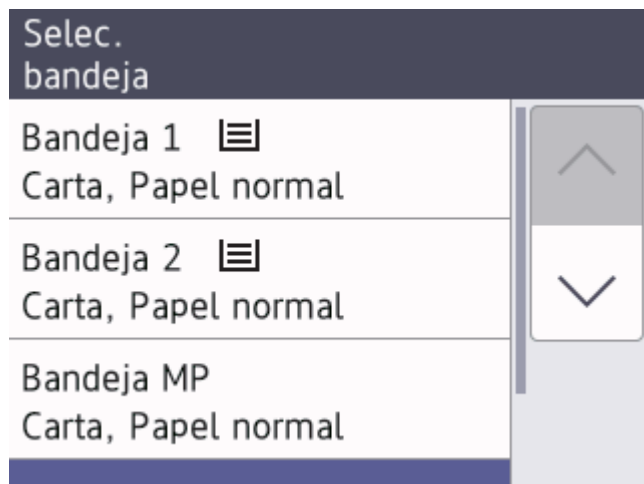 Selec.
bandeja
Bandeja 1
Carta, Papel normal
Bandeja 2
Carta, Papel normal
Bandeja MP
Carta, Papel normal